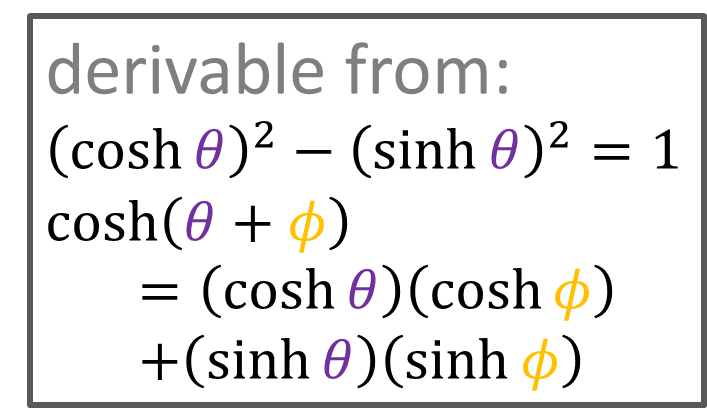 derivable from:
(cosh θ)² − (sinh θ)² = 1
cosh(θ + ϕ)
= (cosh θ)(cosh ϕ)
+(sinh θ)(sinh ϕ)